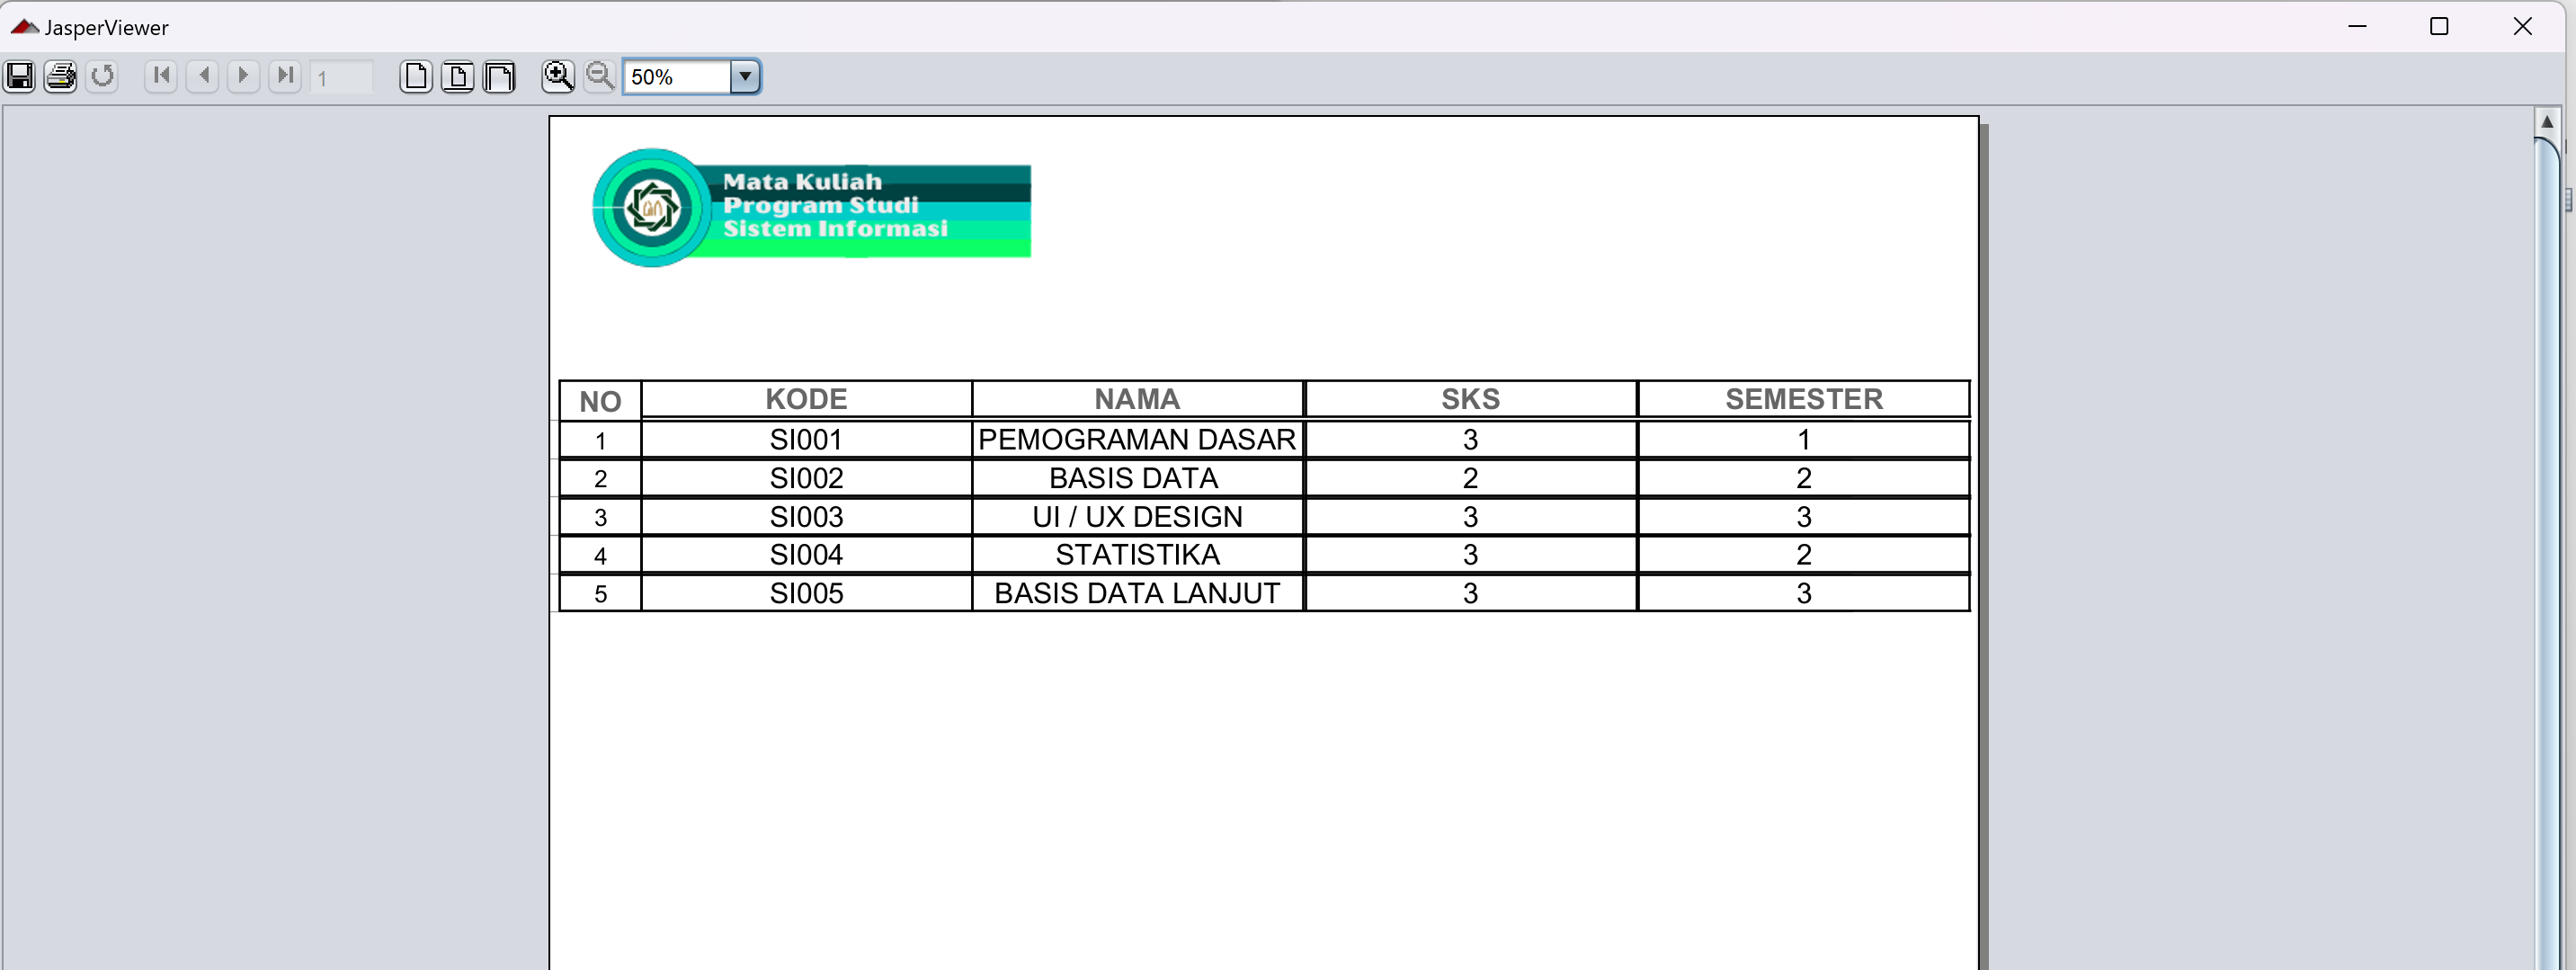 JasperViewer
1
50%
Mata Kuliah
Program Studi
Sistem Informasi
NO KODE NAMA SKS SEMESTER
1 SI001 PEMOGRAMAN DASAR 3 1
2 SI002 BASIS DATA 2 2
3 SI003 UI / UX DESIGN 3 3
4 SI004 STATISTIKA 3 2
5 SI005 BASIS DATA LANJUT 3 3